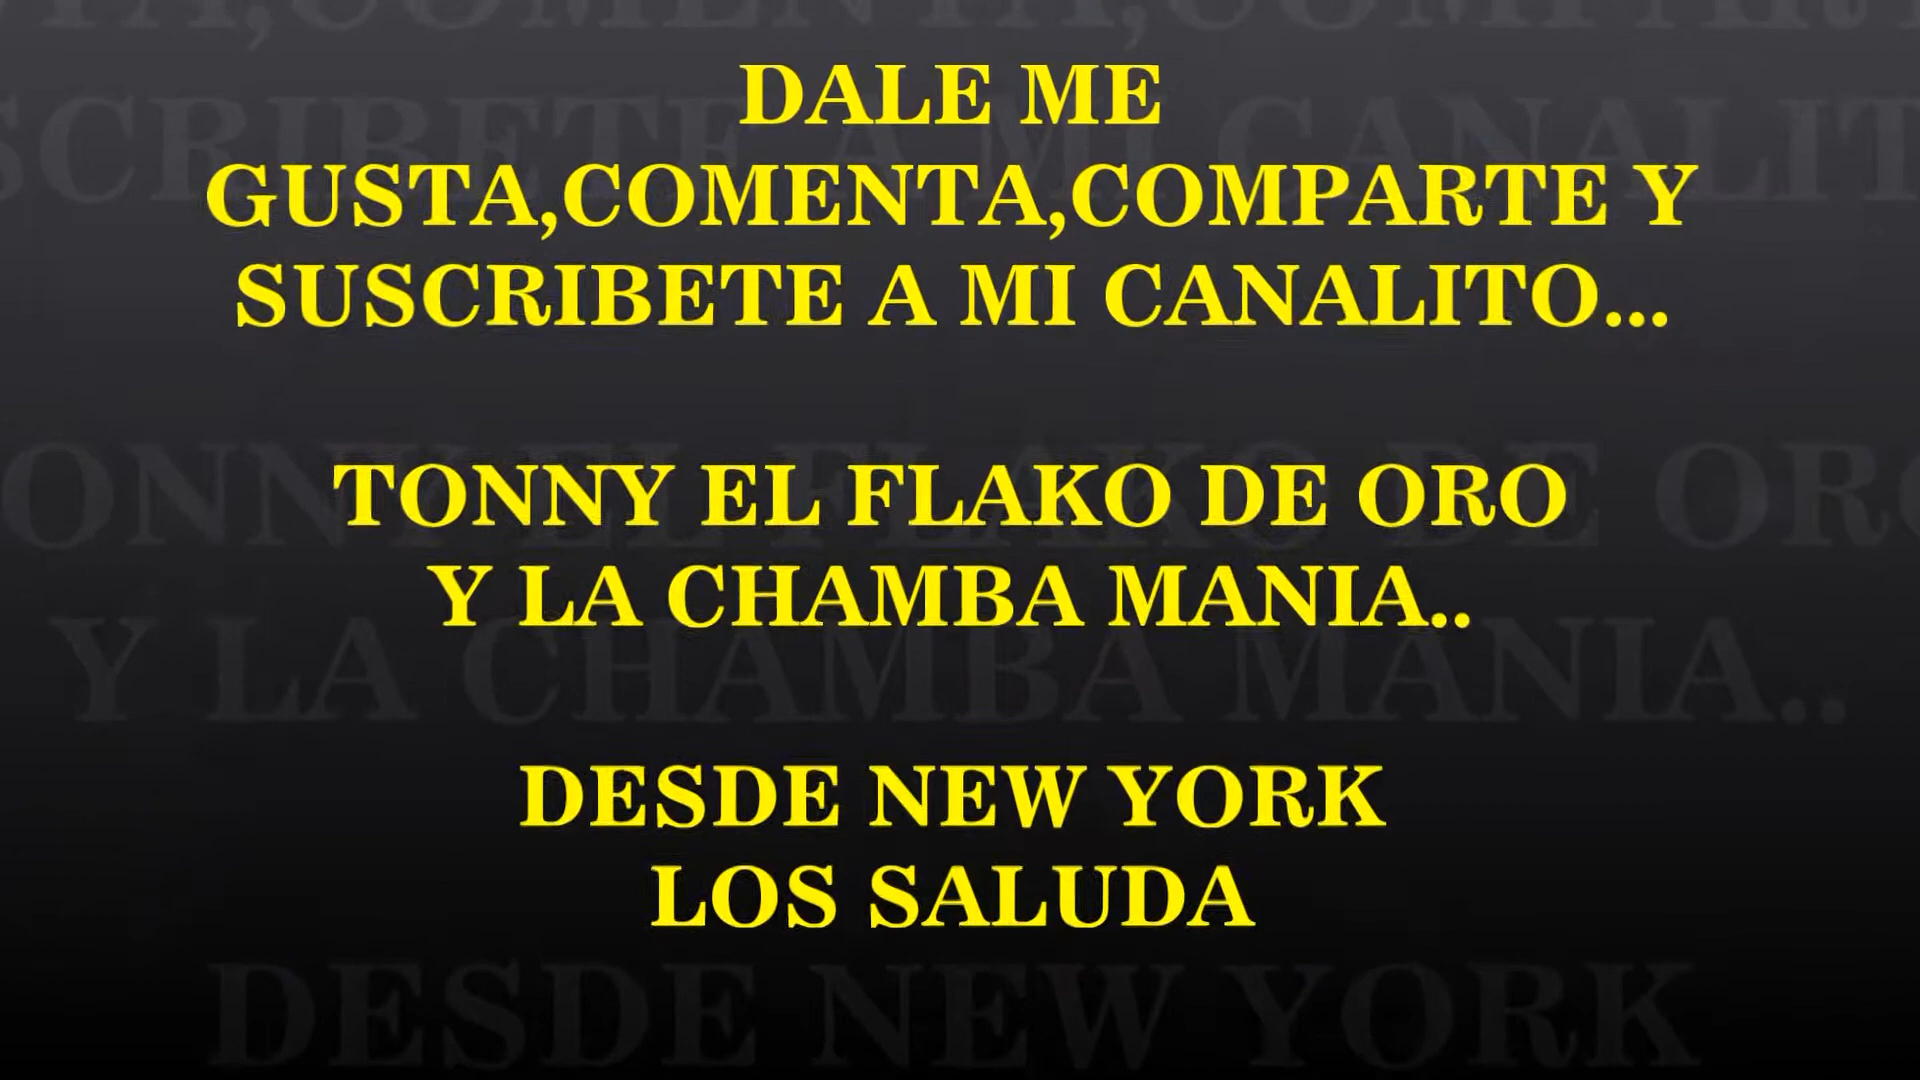 DALE ME
GUSTA,COMENTA,COMPARTE Y
SUSCRIBETE A MI CANALITO...
TONNY EL FLAKO DE ORO
Y LA CHAMBA MANIA..
DESDE NEW YORK
LOS SALUDA